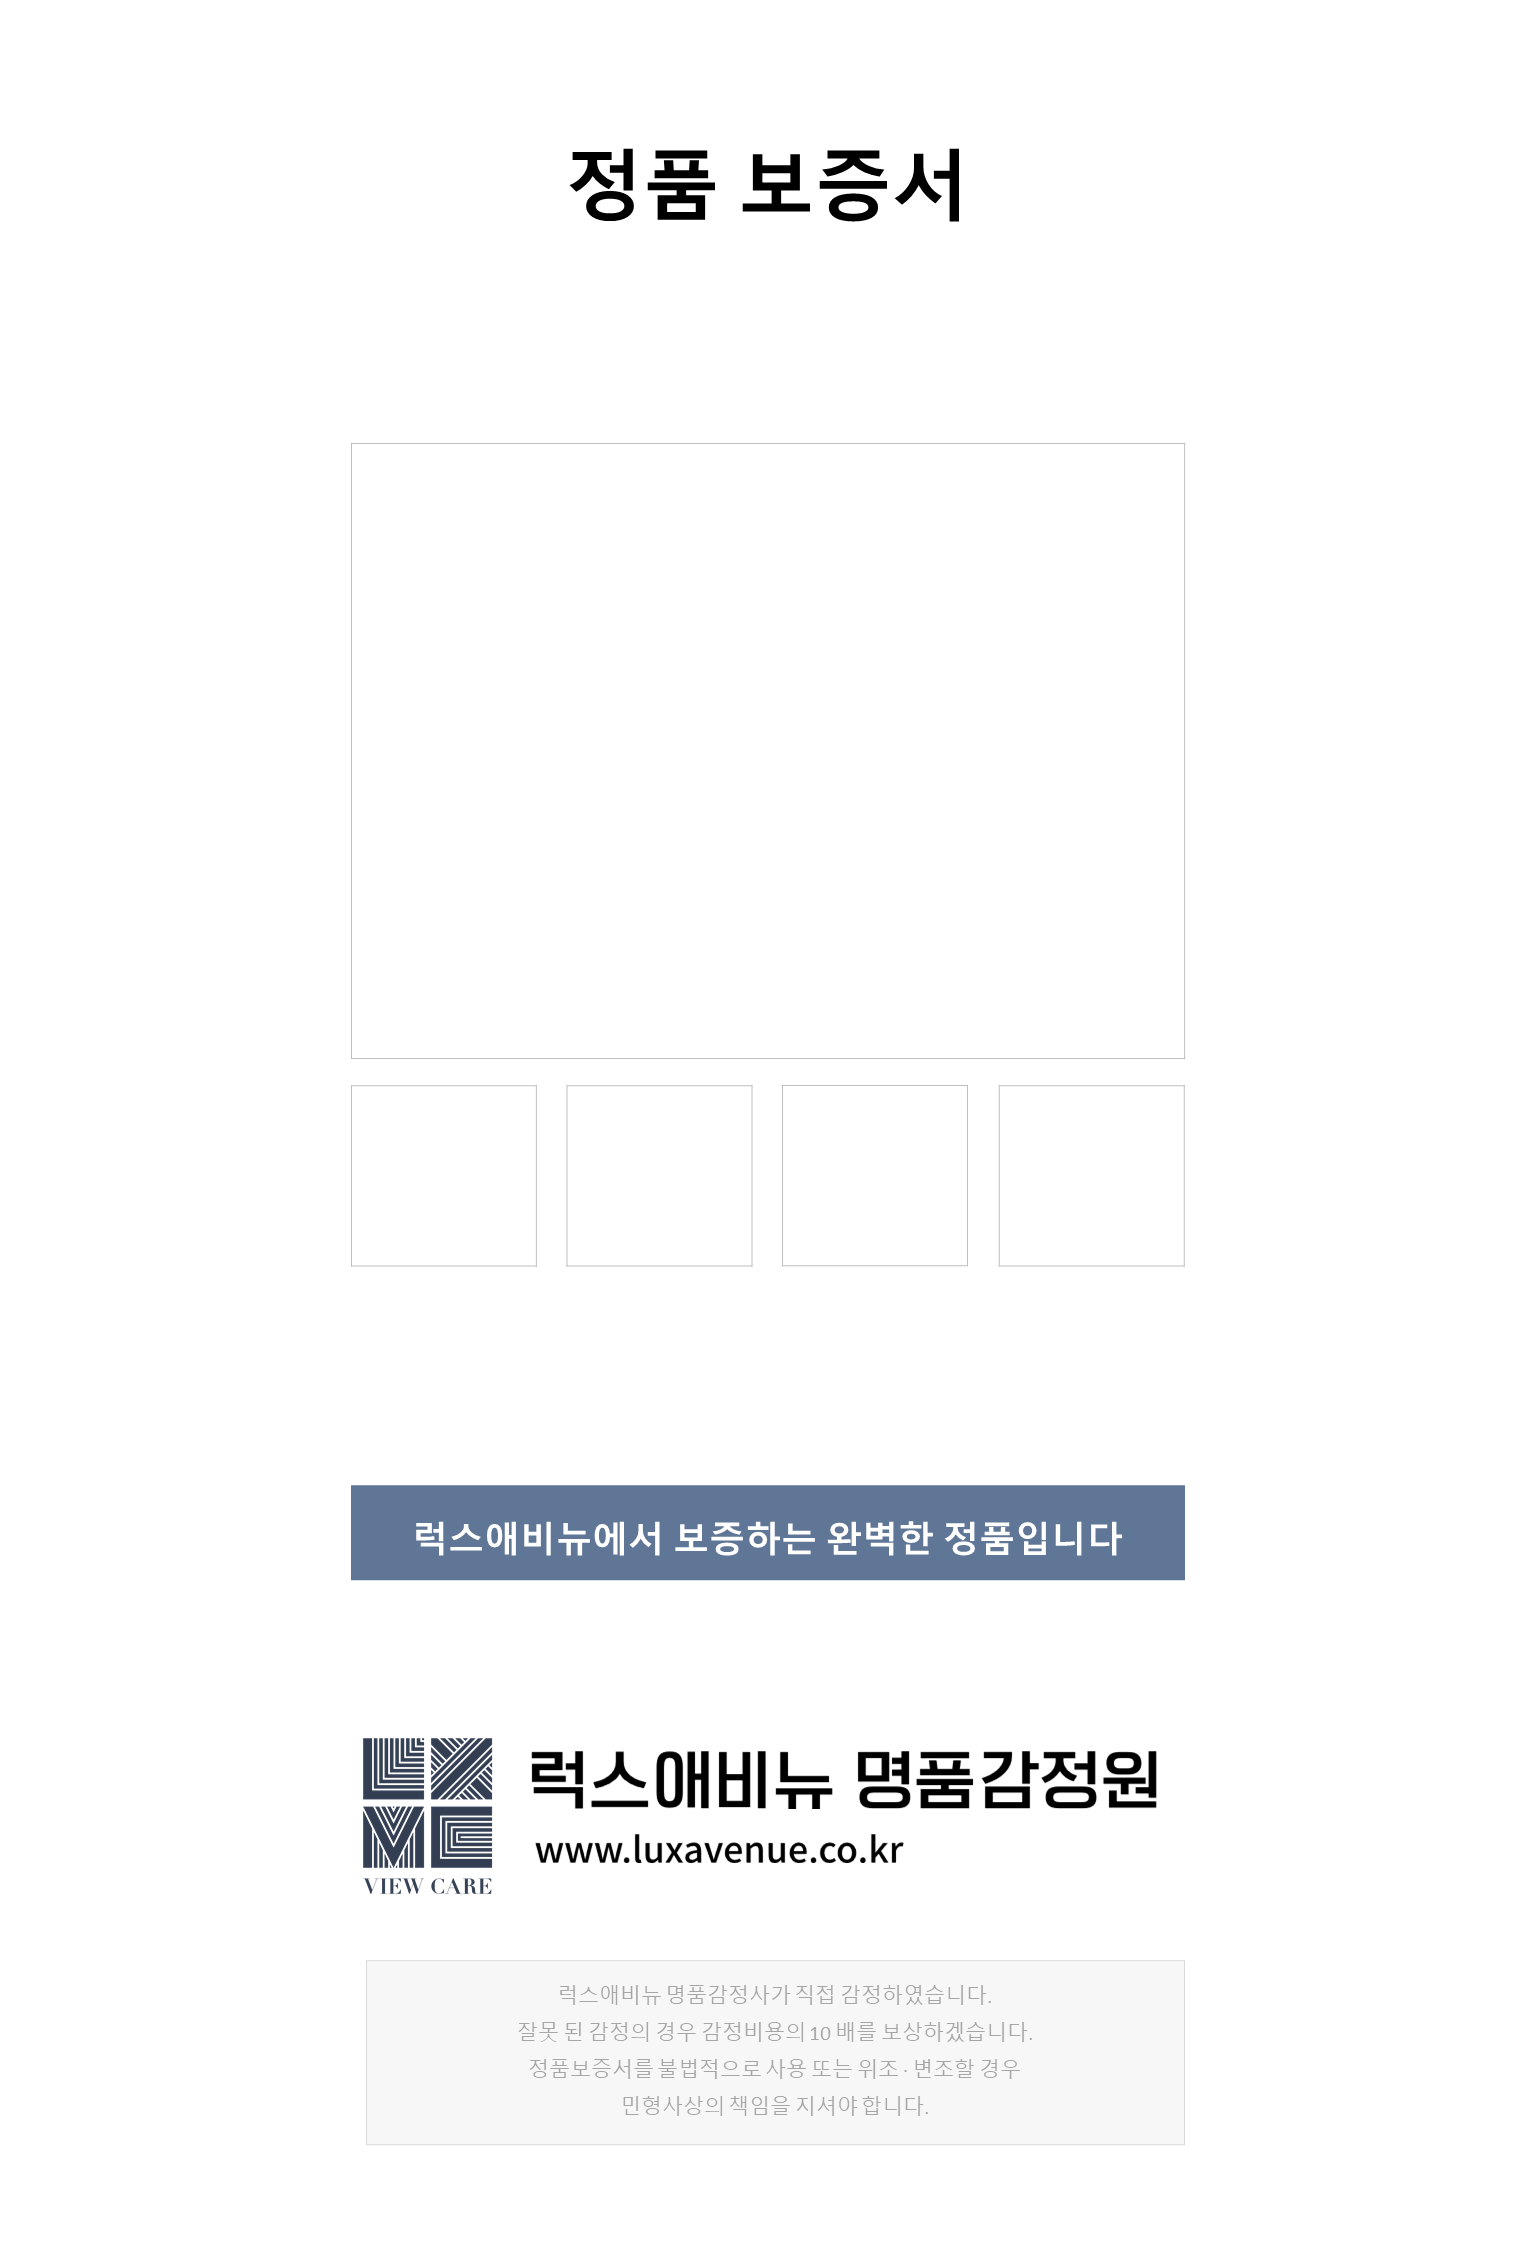 정품 보증서
럭스애비뉴에서 보증하는 완벽한 정품입니다
LX
MC
VIEW CARE
럭스애비뉴 명품감정원
www.luxavenue.co.kr
럭스애비뉴 명품감정사가 직접 감정하였습니다.
잘못 된 감정의 경우 감정비용의 10 배를 보상하겠습니다.
정품보증서를 불법적으로 사용 또는 위조 · 변조할 경우
민형사상의 책임을 지셔야 합니다.